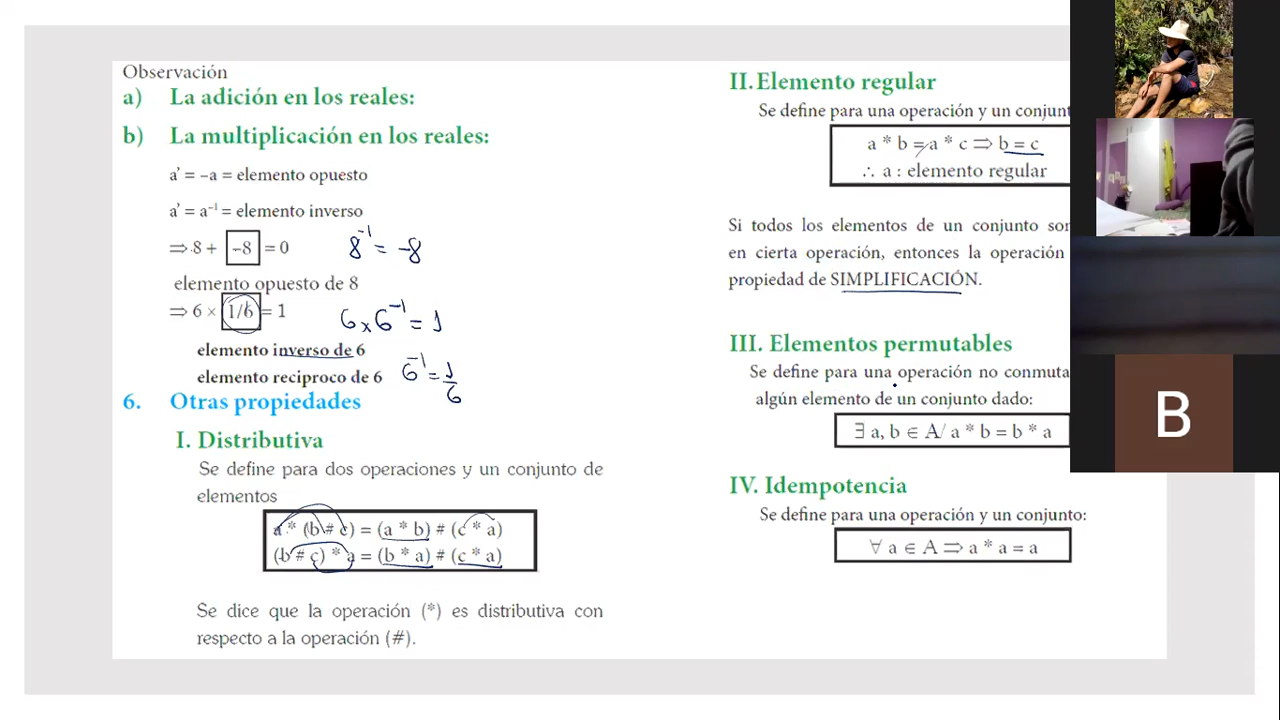 Observación
a) La adición en los reales:
b) La multiplicación en los reales:
a’ = –a = elemento opuesto
a’ = a⁻¹ = elemento inverso
⇒ 8 + –8 = 0
8⁻¹ = -8
elemento opuesto de 8
⇒ 6 × 1/6 = 1
6 x 6⁻¹ = 1
elemento inverso de 6
elemento reciproco de 6
6⁻¹ = 1/6
6. Otras propiedades
I. Distributiva
Se define para dos operaciones y un conjunto de
elementos
a * (b # c) = (a * b) # (c * a)
(b # c) * a = (b * a) # (c * a)
Se dice que la operación (*) es distributiva con
respecto a la operación (#).
II. Elemento regular
Se define para una operación y un
a * b = a * c ⇒ b = c
∴ a : elemento regular
Si todos los elementos de un conjunto
en cierta operación, entonces la operación
propiedad de SIMPLIFICACIÓN.
III. Elementos permutables
Se define para una operación no
algún elemento de un conjunto dado:
∃ a, b ∈ A/ a * b = b * a
IV. Idempotencia
Se define para una operación y un conjunto:
∀ a ∈ A ⇒ a * a = a
B